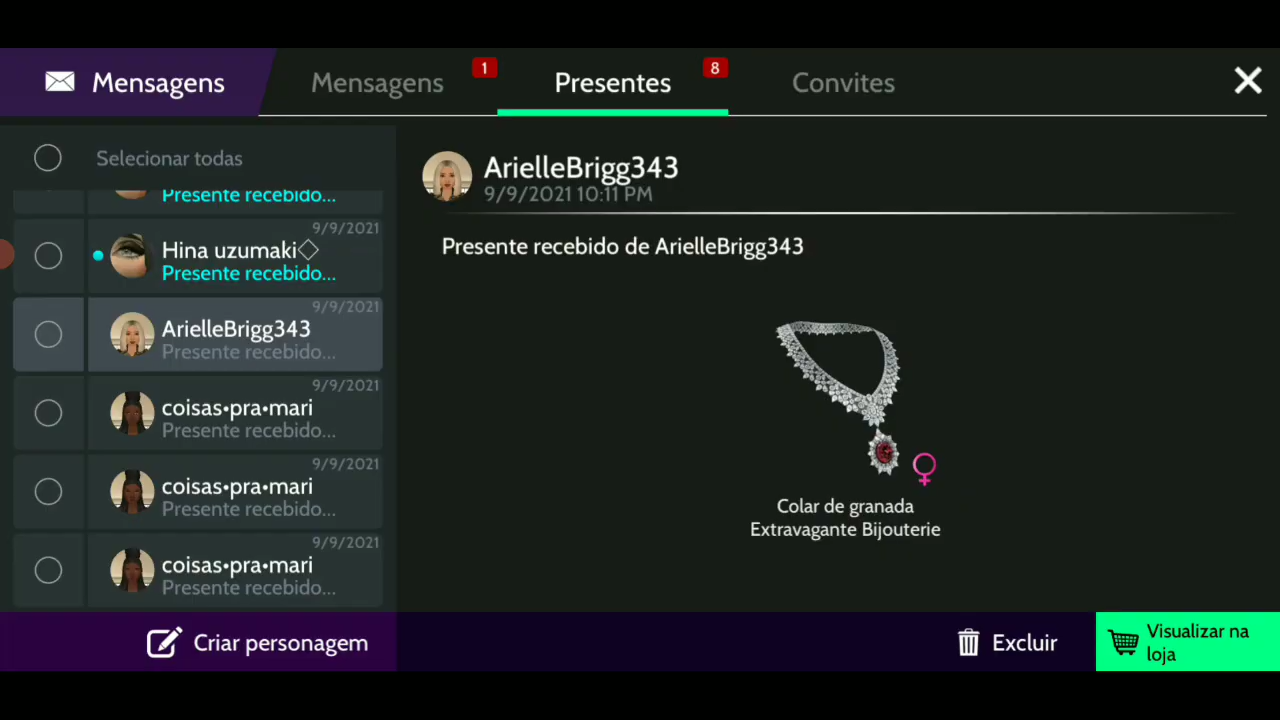 Mensagens
Mensagens
1
Presentes
8
Convites
Selecionar todas
Presente recebido...
9/9/2021
Hina uzumaki◇
Presente recebido...
9/9/2021
ArielleBrigg343
Presente recebido...
9/9/2021
coisas•pra•mari
Presente recebido...
9/9/2021
coisas•pra•mari
Presente recebido...
9/9/2021
coisas•pra•mari
Presente recebido...
Criar personagem
ArielleBrigg343
9/9/2021 10:11 PM
Presente recebido de ArielleBrigg343
Colar de granada
Extravagante Bijouterie
Excluir
Visualizar na
loja